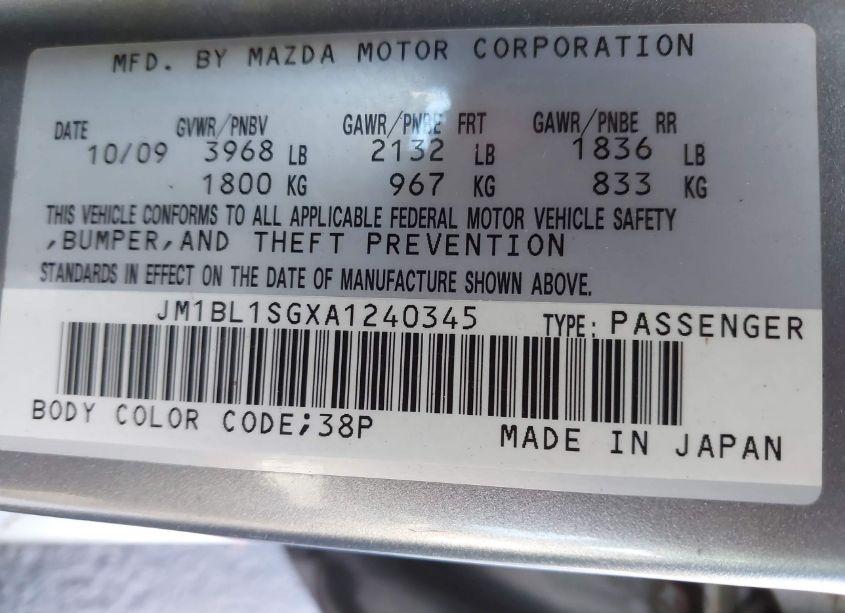 MFD. BY MAZDA MOTOR CORPORATION
DATE GVWR/PNBV GAWR/PNBE FRT GAWR/PNBE RR
10/09 3968 LB 2132 LB 1836 LB
1800 KG 967 KG 833 KG
THIS VEHICLE CONFORMS TO ALL APPLICABLE FEDERAL MOTOR VEHICLE SAFETY
,BUMPER,AND THEFT PREVENTION
STANDARDS IN EFFECT ON THE DATE OF MANUFACTURE SHOWN ABOVE.
JM1BL1SGXA1240345 TYPE: PASSENGER
BODY COLOR CODE;38P
MADE IN JAPAN